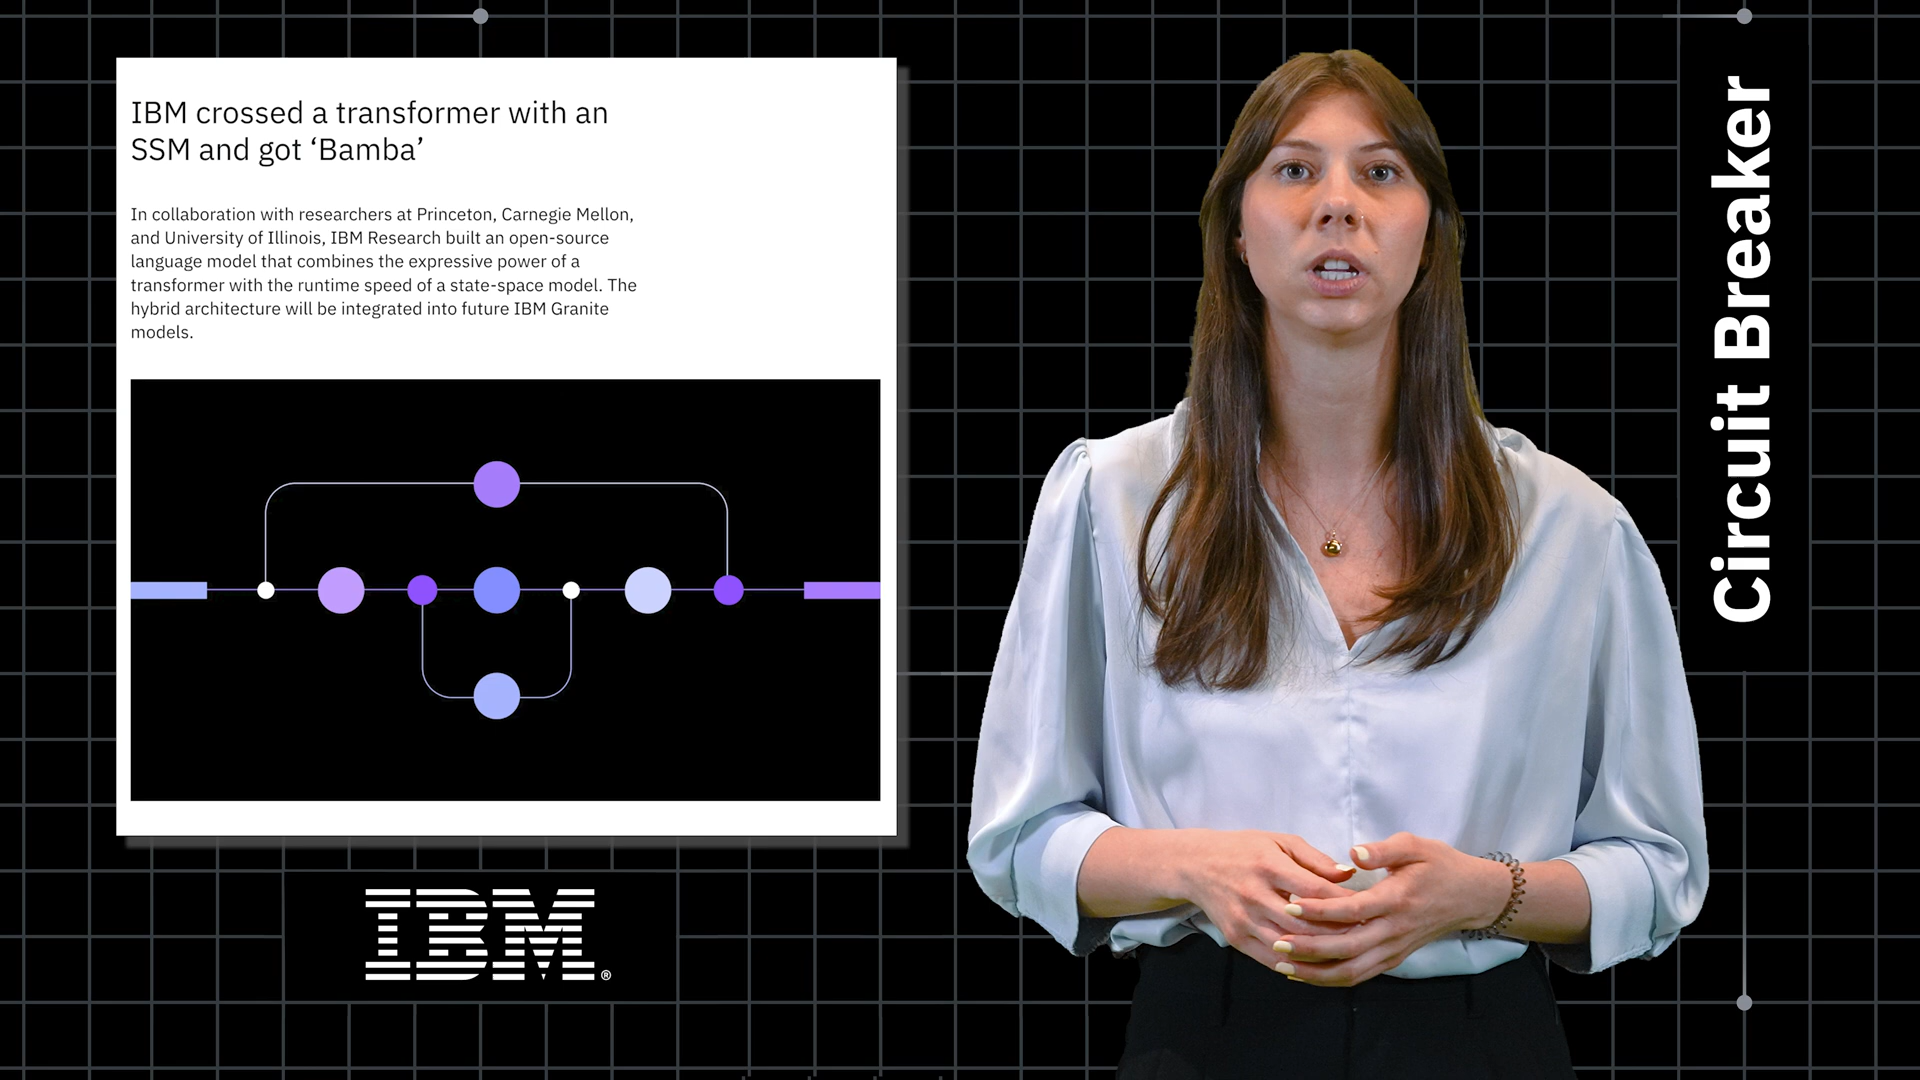 IBM crossed a transformer with an
SSM and got ‘Bamba’
In collaboration with researchers at Princeton, Carnegie Mellon,
and University of Illinois, IBM Research built an open-source
language model that combines the expressive power of a
transformer with the runtime speed of a state-space model. The
hybrid architecture will be integrated into future IBM Granite
models.
IBM®
Circuit Breaker